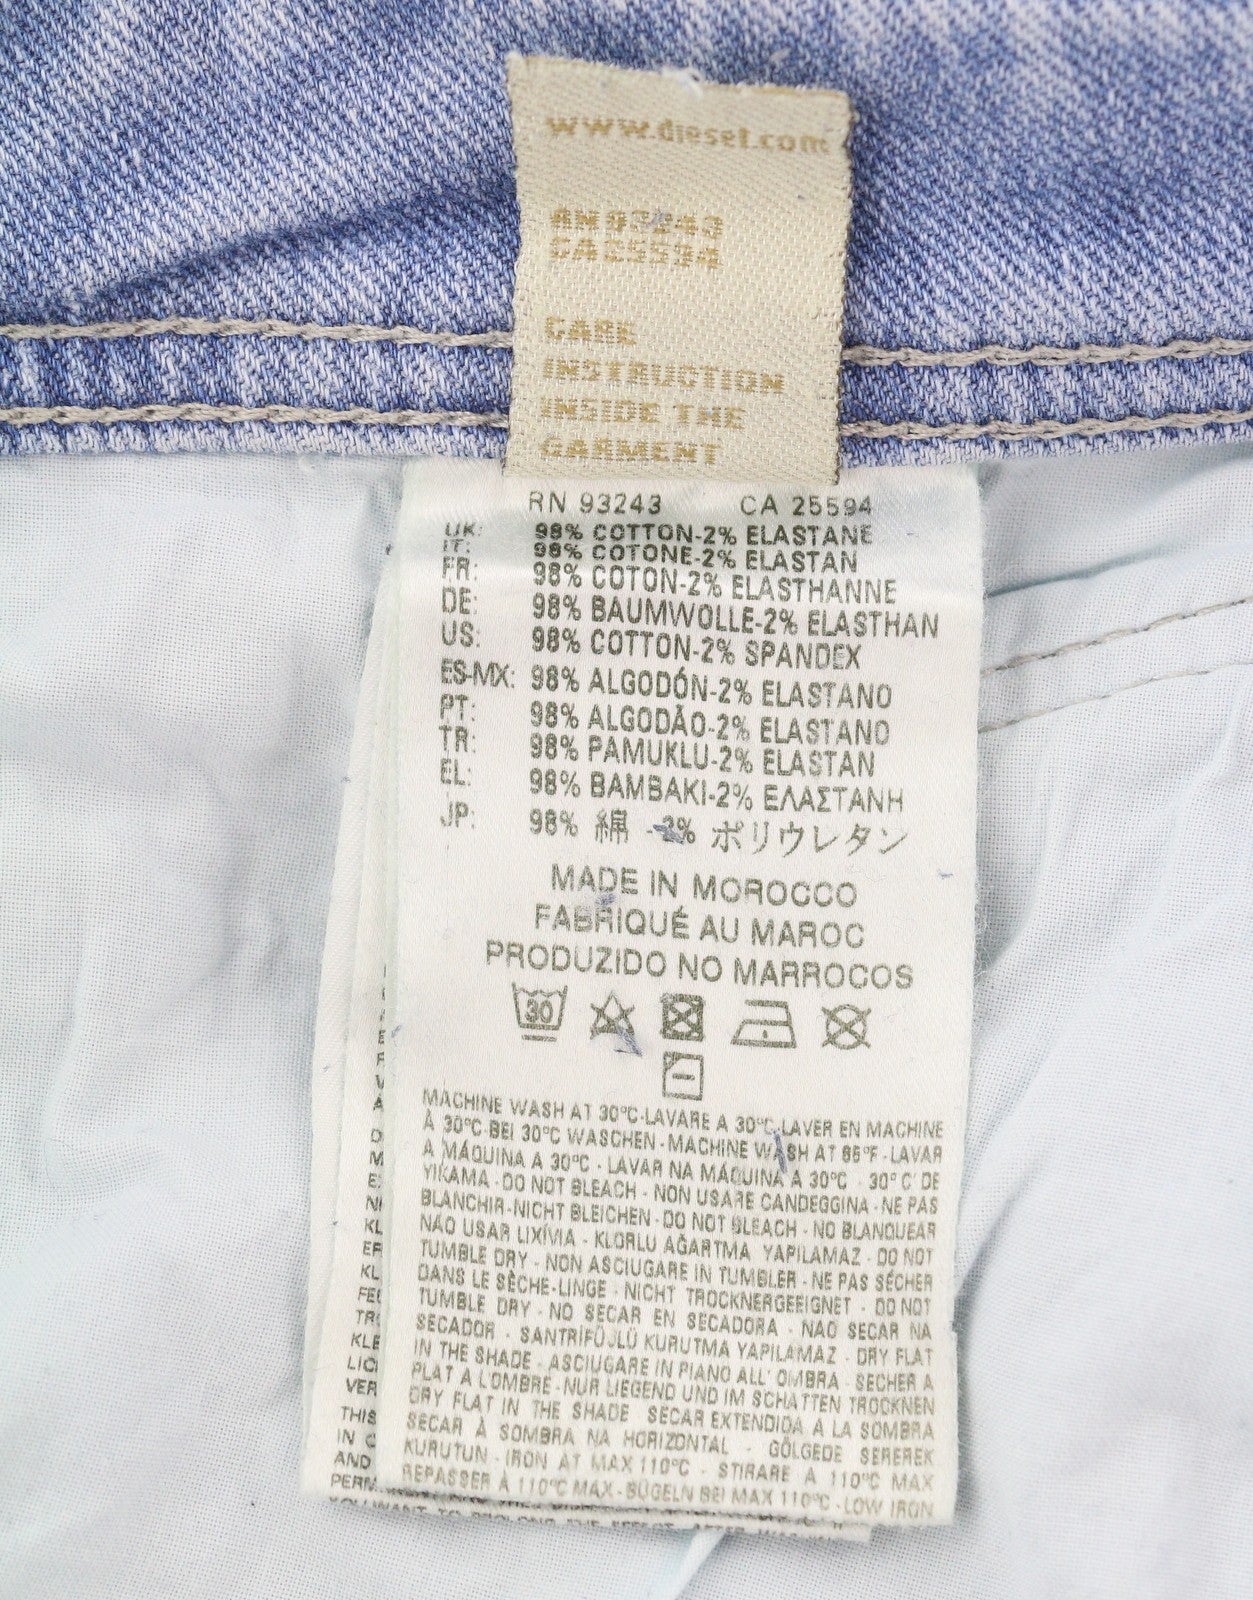 www.diesel.com
RN 93243
CA 25594
CARE
INSTRUCTION
INSIDE THE
GARMENT
RN 93243 CA 25594
UK: 98% COTTON-2% ELASTANE
IT: 98% COTONE-2% ELASTAN
FR: 98% COTON-2% ELASTHANNE
DE: 98% BAUMWOLLE-2% ELASTHAN
US: 98% COTTON-2% SPANDEX
ES-MX: 98% ALGODÓN-2% ELASTANO
PT: 98% ALGODÃO-2% ELASTANO
TR: 98% PAMUKLU-2% ELASTAN
EL: 98% ΒΑΜΒΑΚΙ-2% ΕΛΑΣΤΑΝΗ
JP: 98% 綿 -2% ポリウレタン
MADE IN MOROCCO
FABRIQUÉ AU MAROC
PRODUZIDO NO MARROCOS
30
MACHINE WASH AT 30°C-LAVARE A 30°C-LAVER EN MACHINE
À 30°C-BEI 30°C WASCHEN - MACHINE WASH AT 86°F - LAVAR
A MÁQUINA A 30°C - LAVAR NA MÁQUINA A 30°C - 30°C'DE
YIKAMA - DO NOT BLEACH - NON USARE CANDEGGINA - NE PAS
BLANCHIR-NICHT BLEICHEN - DO NOT BLEACH - NO BLANQUEAR
NÃO USAR LIXÍVIA - KLORLU AĞARTMA YAPILAMAZ - DO NOT
TUMBLE DRY - NON ASCIUGARE IN TUMBLER - NE PAS SÉCHER
DANS LE SÈCHE-LINGE - NICHT TROCKNERGEEIGNET - DO NOT
TUMBLE DRY - NO SECAR EN SECADORA - NAO SECAR NA
SECADOR - SANTRİFÜJLÜ KURUTMA YAPILAMAZ - DRY FLAT
IN THE SHADE - ASCIUGARE IN PIANO ALL' OMBRA - SECHER A
PLAT A L'OMBRE - NUR LIEGEND UND IM SCHATTEN TROCKNEN
DRY FLAT IN THE SHADE SECAR EXTENDIDA A LA SOMBRA
SECAR À SOMBRA NA HORIZONTAL - GÖLGEDE SEREREK
KURUTUN - IRON AT MAX 110°C - STIRARE A 110°C MAX
REPASSER À 110°C MAX - BÜGELN BEI MAX 110°C - LOW IRON